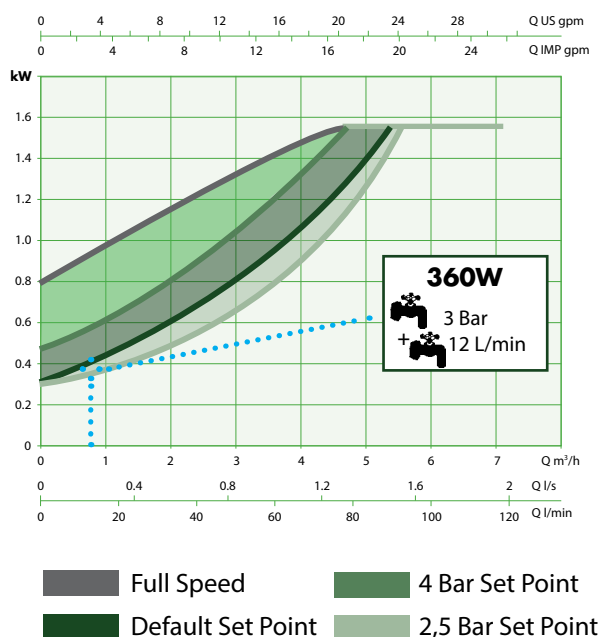 0 4 8 12 16 20 24 28 Q US gpm
0 4 8 12 16 20 24 Q IMP gpm
kW
1.6
1.4
1.2
1.0
0.8
0.6
0.4
0.2
0
360W
3 Bar
+
12 L/min
0 1 2 3 4 5 6 7 Q m³/h
0 0.4 0.8 1.2 1.6 2 Q l/s
0 20 40 60 80 100 120 Q l/min
Full Speed 4 Bar Set Point
Default Set Point 2,5 Bar Set Point